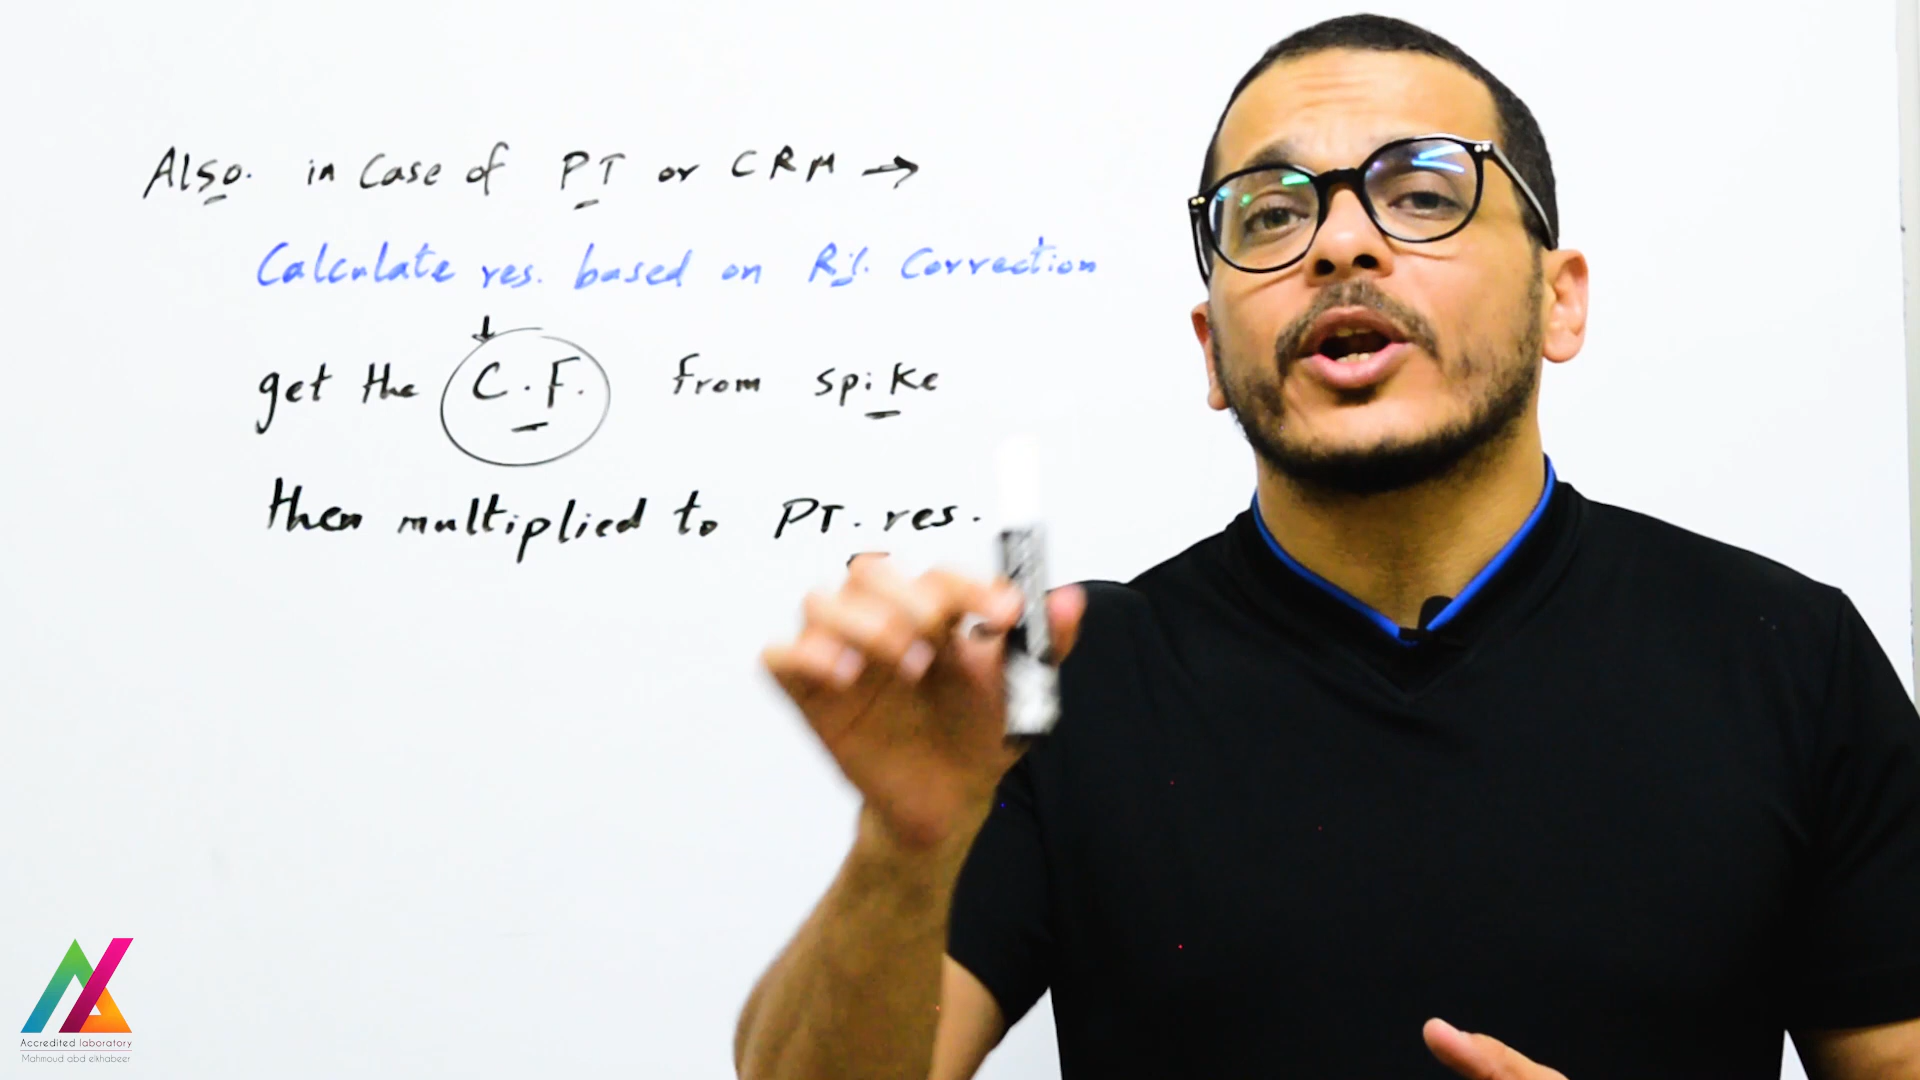 Also. in Case of PT or CRM →
Calculate res. based on R%. Correction
get the C.F. from spike
then multiplied to PT. res.
Accredited laboratory
Mahmoud abd elkhabeer